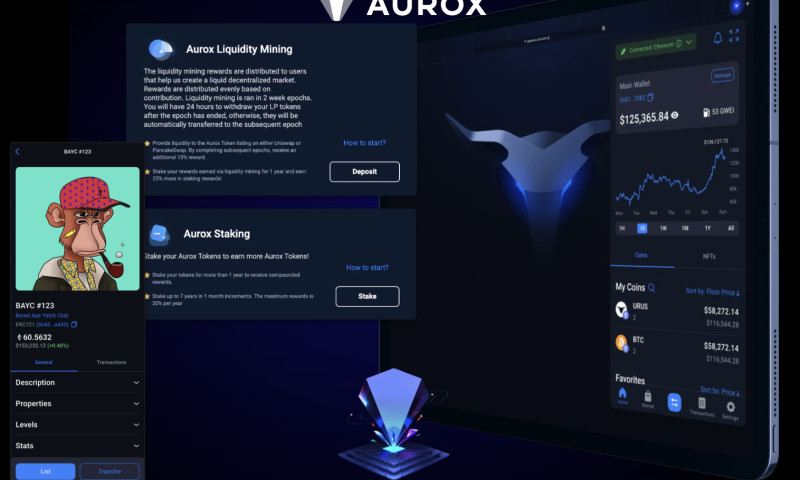 AUROX
Aurox Liquidity Mining
The liquidity mining rewards are distributed to users
that help us create a liquid decentralized market.
Rewards are distributed evenly based on
contribution. Liquidity mining is ran in 2 week epochs.
You will have 24 hours to withdraw your LP tokens
after the epoch has ended, otherwise, they will be
automatically transferred to the subsequent epoch
Provide liquidity to the Aurox Token listing on either Uniswap or
PancakeSwap. By completing subsequent epochs, receive an
additional 10% reward.
Stake your rewards earned via liquidity mining for 1 year and earn
25% more in staking rewards!
How to start?
Deposit
Aurox Staking
Stake your Aurox Tokens to earn more Aurox Tokens!
Stake your tokens for more than 1 year to receive compounded
rewards.
Stake up to 7 years in 1 month increments. The maximum rewards is
20% per year
How to start?
Stake
BAYC #123
BAYC #123
Bored Ape Yatch Club
60.5632
$153,232.12 (+0.40%)
General
Transactions
Description
Properties
Levels
Stats
List
Transfer
Connected: Ethereum
Main Wallet
Manage
$125,365.84
53 GWEI
$136,127.73
Mon Tue Wed Thu Fri Sat Sun
1H 1D 1W 1M 1Y All
Coins
NFTs
My Coins
Sort by: Floor Price
URUS
2
$58,272.14
$116,544.28
BTC
2
$58,272.14
$116,544.28
Favorites
Sort by: Price
Home
Market
Transactions
Settings